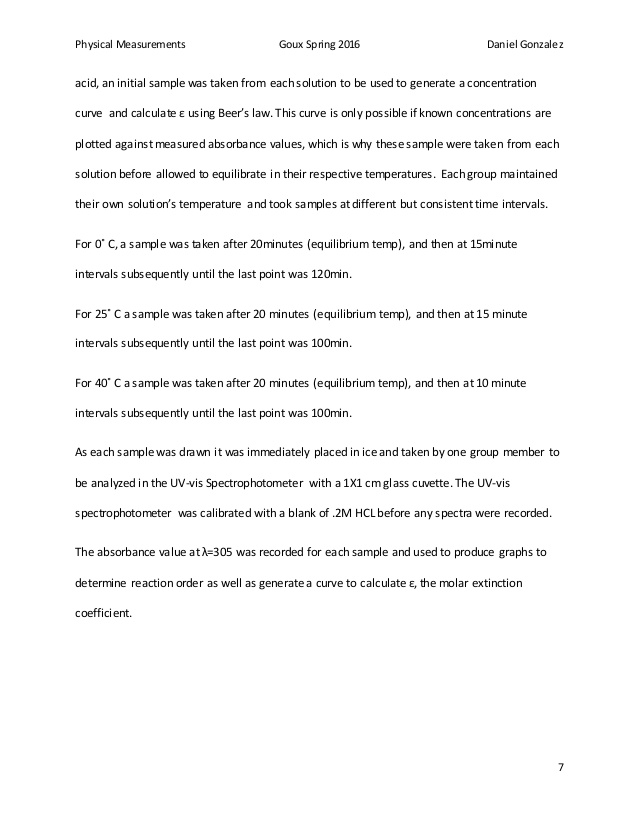 Physical Measurements Goux Spring 2016 Daniel Gonzalez
acid, an initial sample was taken from each solution to be used to generate a concentration
curve and calculate ε using Beer's law. This curve is only possible if known concentrations are
plotted against measured absorbance values, which is why these sample were taken from each
solution before allowed to equilibrate in their respective temperatures. Each group maintained
their own solution's temperature and took samples at different but consistent time intervals.
For 0˚ C, a sample was taken after 20minutes (equilibrium temp), and then at 15minute
intervals subsequently until the last point was 120min.
For 25˚ C a sample was taken after 20 minutes (equilibrium temp), and then at 15 minute
intervals subsequently until the last point was 100min.
For 40˚ C a sample was taken after 20 minutes (equilibrium temp), and then at 10 minute
intervals subsequently until the last point was 100min.
As each sample was drawn it was immediately placed in ice and taken by one group member to
be analyzed in the UV-vis Spectrophotometer with a 1X1 cm glass cuvette. The UV-vis
spectrophotometer was calibrated with a blank of .2M HCL before any spectra were recorded.
The absorbance value at λ=305 was recorded for each sample and used to produce graphs to
determine reaction order as well as generate a curve to calculate ε, the molar extinction
coefficient.
7